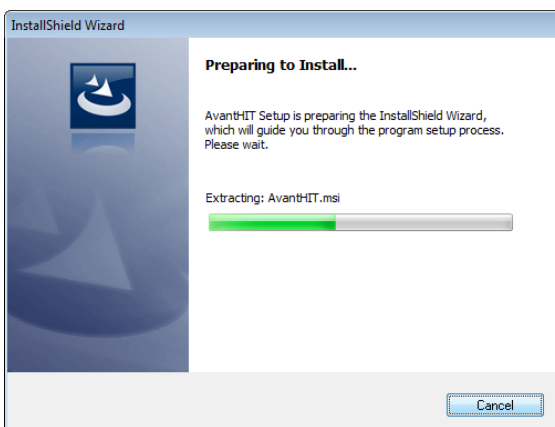 InstallShield Wizard
Preparing to Install...
AvantHIT Setup is preparing the InstallShield Wizard,
which will guide you through the program setup process.
Please wait.
Extracting: AvantHIT.msi
Cancel